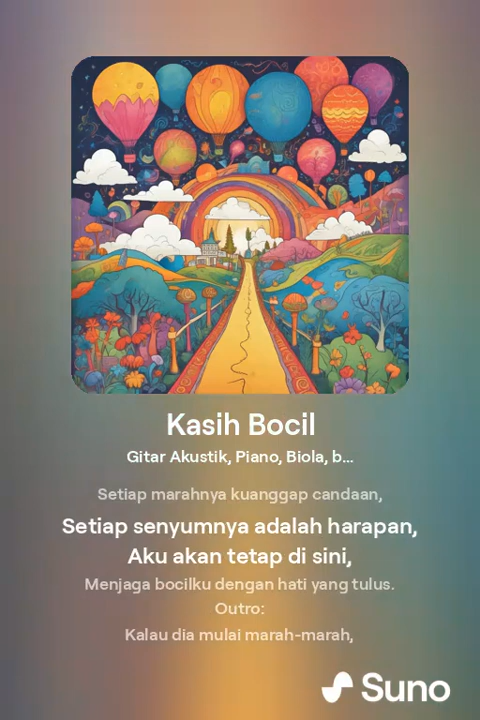 Kasih Bocil
Gitar Akustik, Piano, Biola, b...
Setiap marahnya kuanggap candaan,
Setiap senyumnya adalah harapan,
Aku akan tetap di sini,
Menjaga bocilku dengan hati yang tulus.
Outro:
Kalau dia mulai marah-marah,
Suno